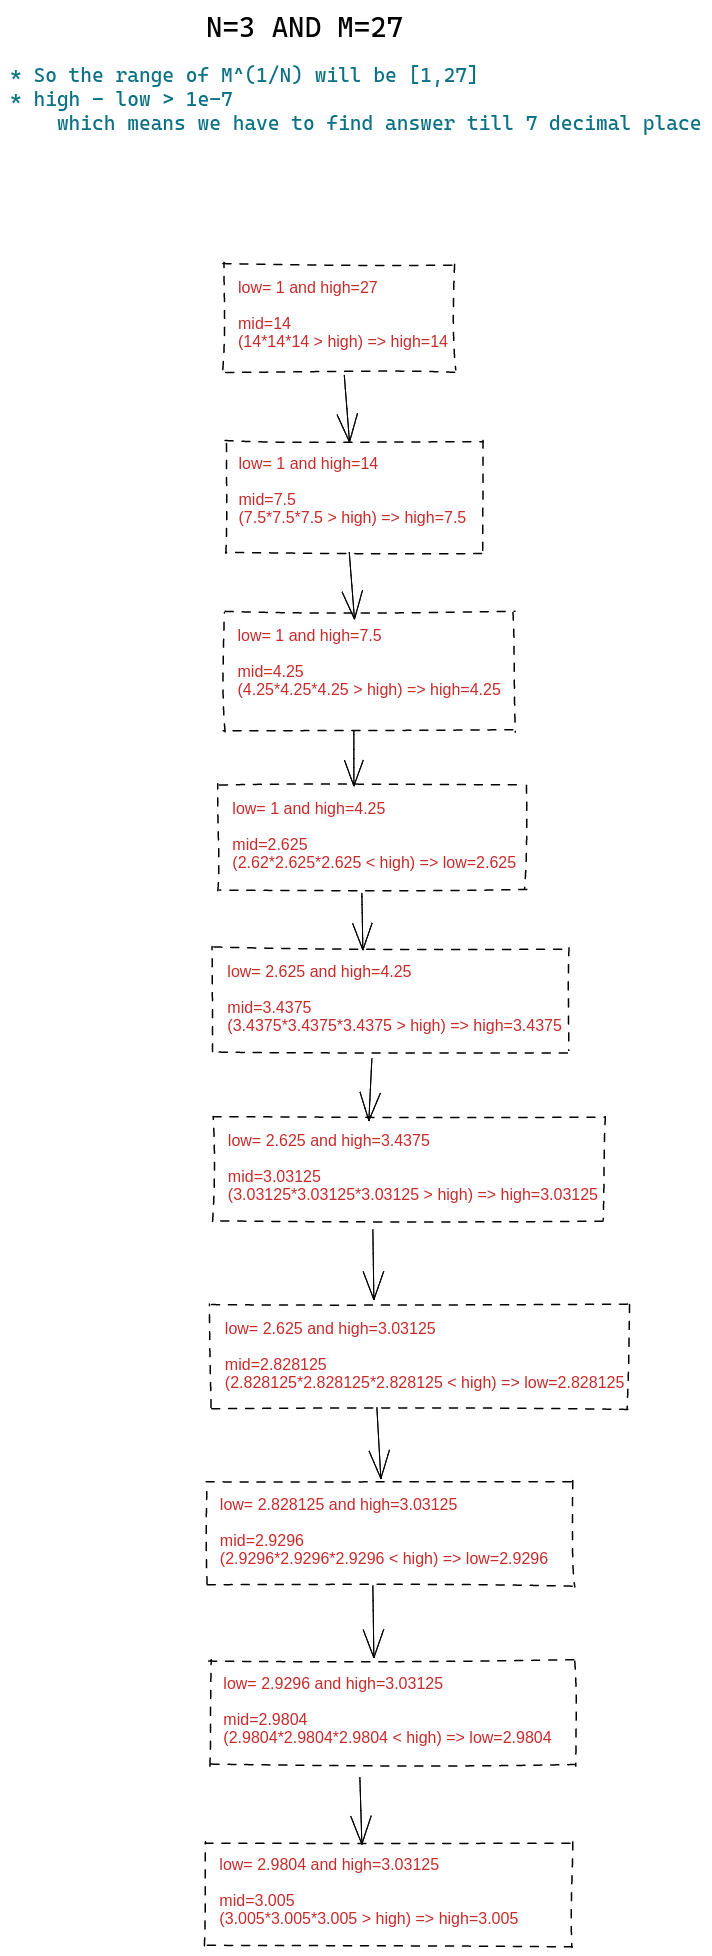 N=3 AND M=27
* So the range of M^(1/N) will be [1,27]
* high - low > 1e-7
which means we have to find answer till 7 decimal place
low= 1 and high=27
mid=14
(14*14*14 > high) => high=14
low= 1 and high=14
mid=7.5
(7.5*7.5*7.5 > high) => high=7.5
low= 1 and high=7.5
mid=4.25
(4.25*4.25*4.25 > high) => high=4.25
low= 1 and high=4.25
mid=2.625
(2.62*2.625*2.625 < high) => low=2.625
low= 2.625 and high=4.25
mid=3.4375
(3.4375*3.4375*3.4375 > high) => high=3.4375
low= 2.625 and high=3.4375
mid=3.03125
(3.03125*3.03125*3.03125 > high) => high=3.03125
low= 2.625 and high=3.03125
mid=2.828125
(2.828125*2.828125*2.828125 < high) => low=2.828125
low= 2.828125 and high=3.03125
mid=2.9296
(2.9296*2.9296*2.9296 < high) => low=2.9296
low= 2.9296 and high=3.03125
mid=2.9804
(2.9804*2.9804*2.9804 < high) => low=2.9804
low= 2.9804 and high=3.03125
mid=3.005
(3.005*3.005*3.005 > high) => high=3.005